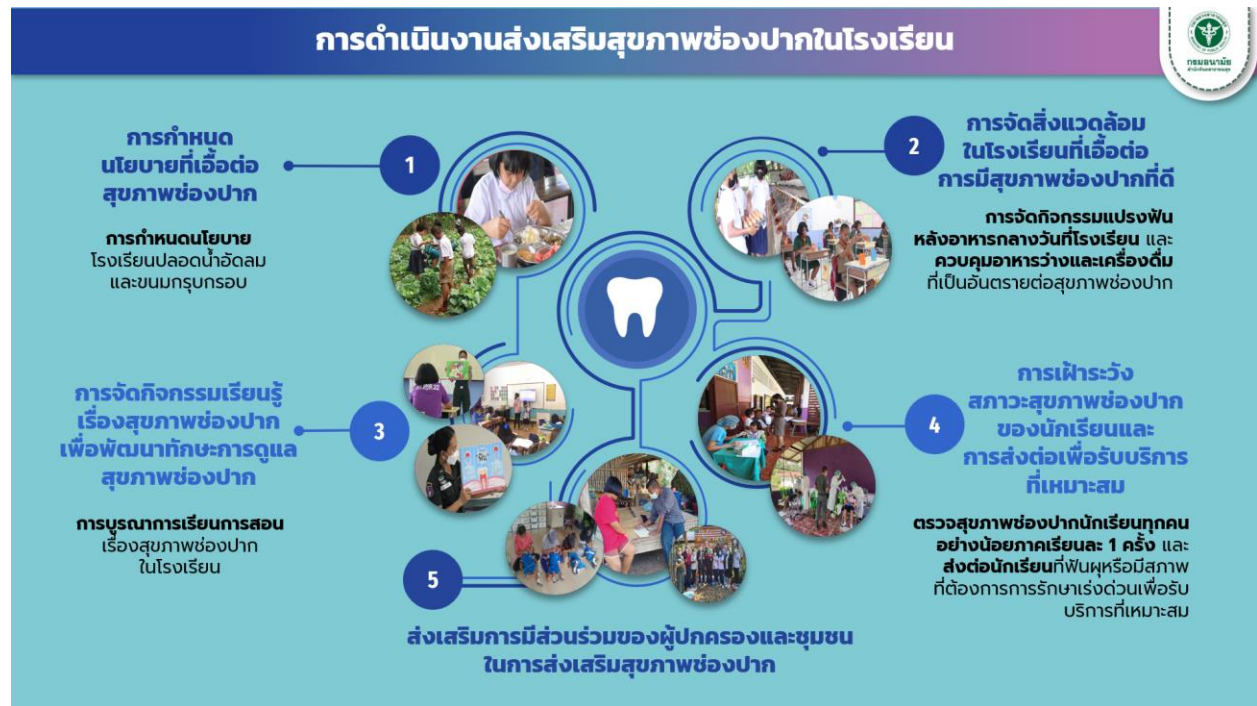 การดำเนินงานส่งเสริมสุขภาพช่องปากในโรงเรียน
กรมอนามัย
1
การกำหนด
นโยบายที่เอื้อต่อ
สุขภาพช่องปาก
การกำหนดนโยบาย
โรงเรียนปลอดน้ำอัดลม
และขนมกรุบกรอบ
2
การจัดสิ่งแวดล้อม
ในโรงเรียนที่เอื้อต่อ
การมีสุขภาพช่องปากที่ดี
การจัดกิจกรรมแปรงฟัน
หลังอาหารกลางวันที่โรงเรียน และ
ควบคุมอาหารว่างและเครื่องดื่ม
ที่เป็นอันตรายต่อสุขภาพช่องปาก
3
การจัดกิจกรรมเรียนรู้
เรื่องสุขภาพช่องปาก
เพื่อพัฒนาทักษะการดูแล
สุขภาพช่องปาก
การบูรณาการเรียนการสอน
เรื่องสุขภาพช่องปาก
ในโรงเรียน
4
การเฝ้าระวัง
สภาวะสุขภาพช่องปาก
ของนักเรียนและ
การส่งต่อเพื่อรับบริการ
ที่เหมาะสม
ตรวจสุขภาพช่องปากนักเรียนทุกคน
อย่างน้อยภาคเรียนละ 1 ครั้ง และ
ส่งต่อนักเรียนที่ฟันผุหรือมีสภาพ
ที่ต้องการการรักษาเร่งด่วนเพื่อรับ
บริการที่เหมาะสม
5
ส่งเสริมการมีส่วนร่วมของผู้ปกครองและชุมชน
ในการส่งเสริมสุขภาพช่องปาก